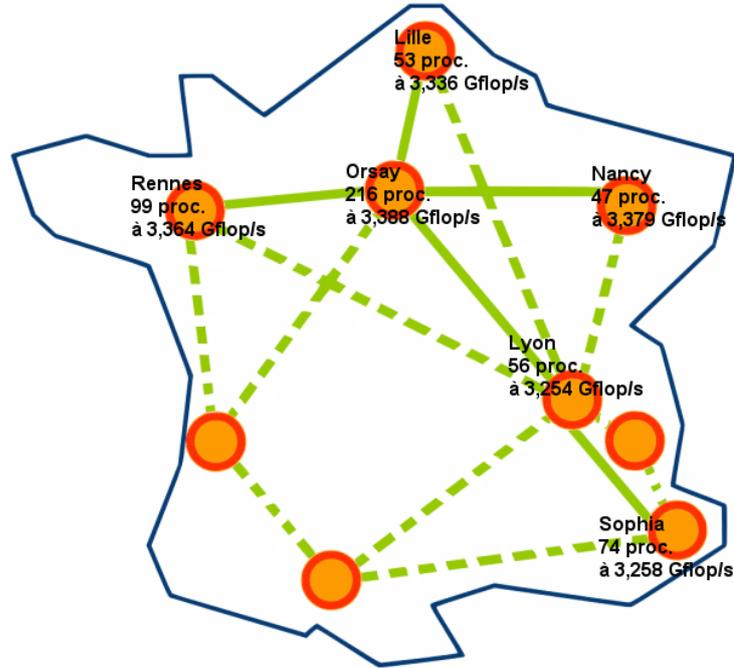 Lille
53 proc.
à 3,336 Gflop/s
Orsay
216 proc.
à 3,388 Gflop/s
Nancy
47 proc.
à 3,379 Gflop/s
Rennes
99 proc.
à 3,364 Gflop/s
Lyon
56 proc.
à 3,254 Gflop/s
Sophia
74 proc.
à 3,258 Gflop/s